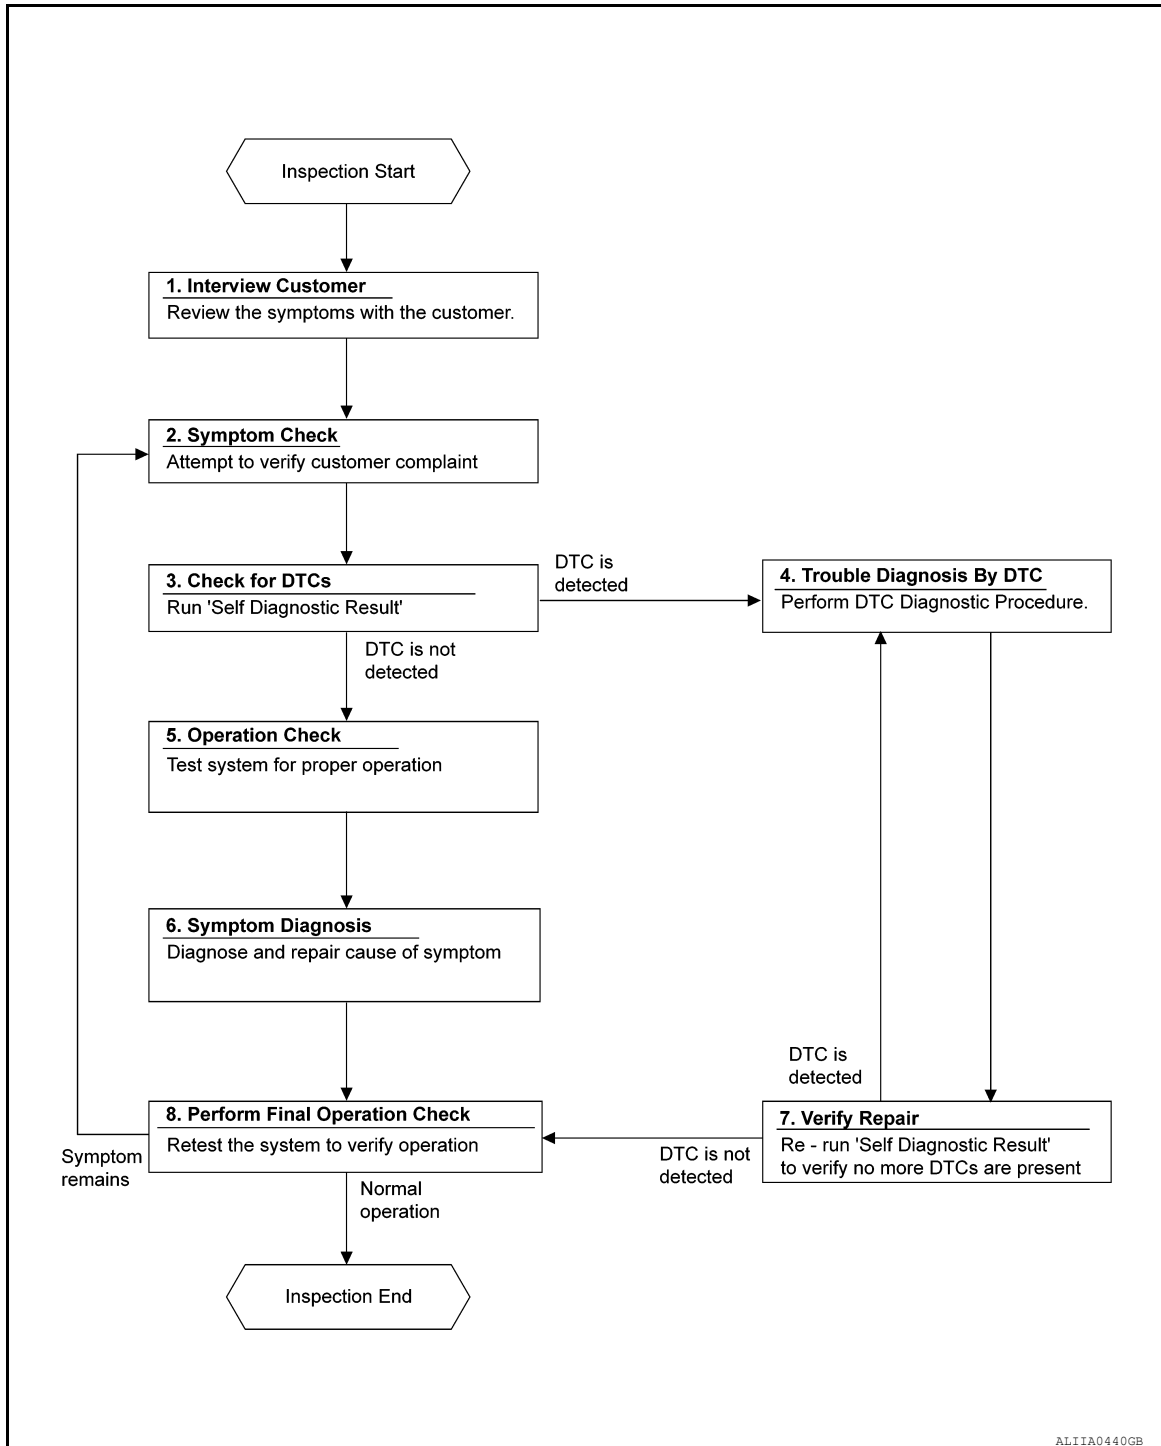 Inspection Start
1. Interview Customer
Review the symptoms with the customer.
2. Symptom Check
Attempt to verify customer complaint
3. Check for DTCs
Run 'Self Diagnostic Result'
DTC is
detected
4. Trouble Diagnosis By DTC
Perform DTC Diagnostic Procedure.
DTC is not
detected
5. Operation Check
Test system for proper operation
6. Symptom Diagnosis
Diagnose and repair cause of symptom
DTC is
detected
7. Verify Repair
Re - run 'Self Diagnostic Result'
to verify no more DTCs are present
DTC is not
detected
8. Perform Final Operation Check
Retest the system to verify operation
Symptom
remains
Normal
operation
Inspection End
ALIIA0440GB